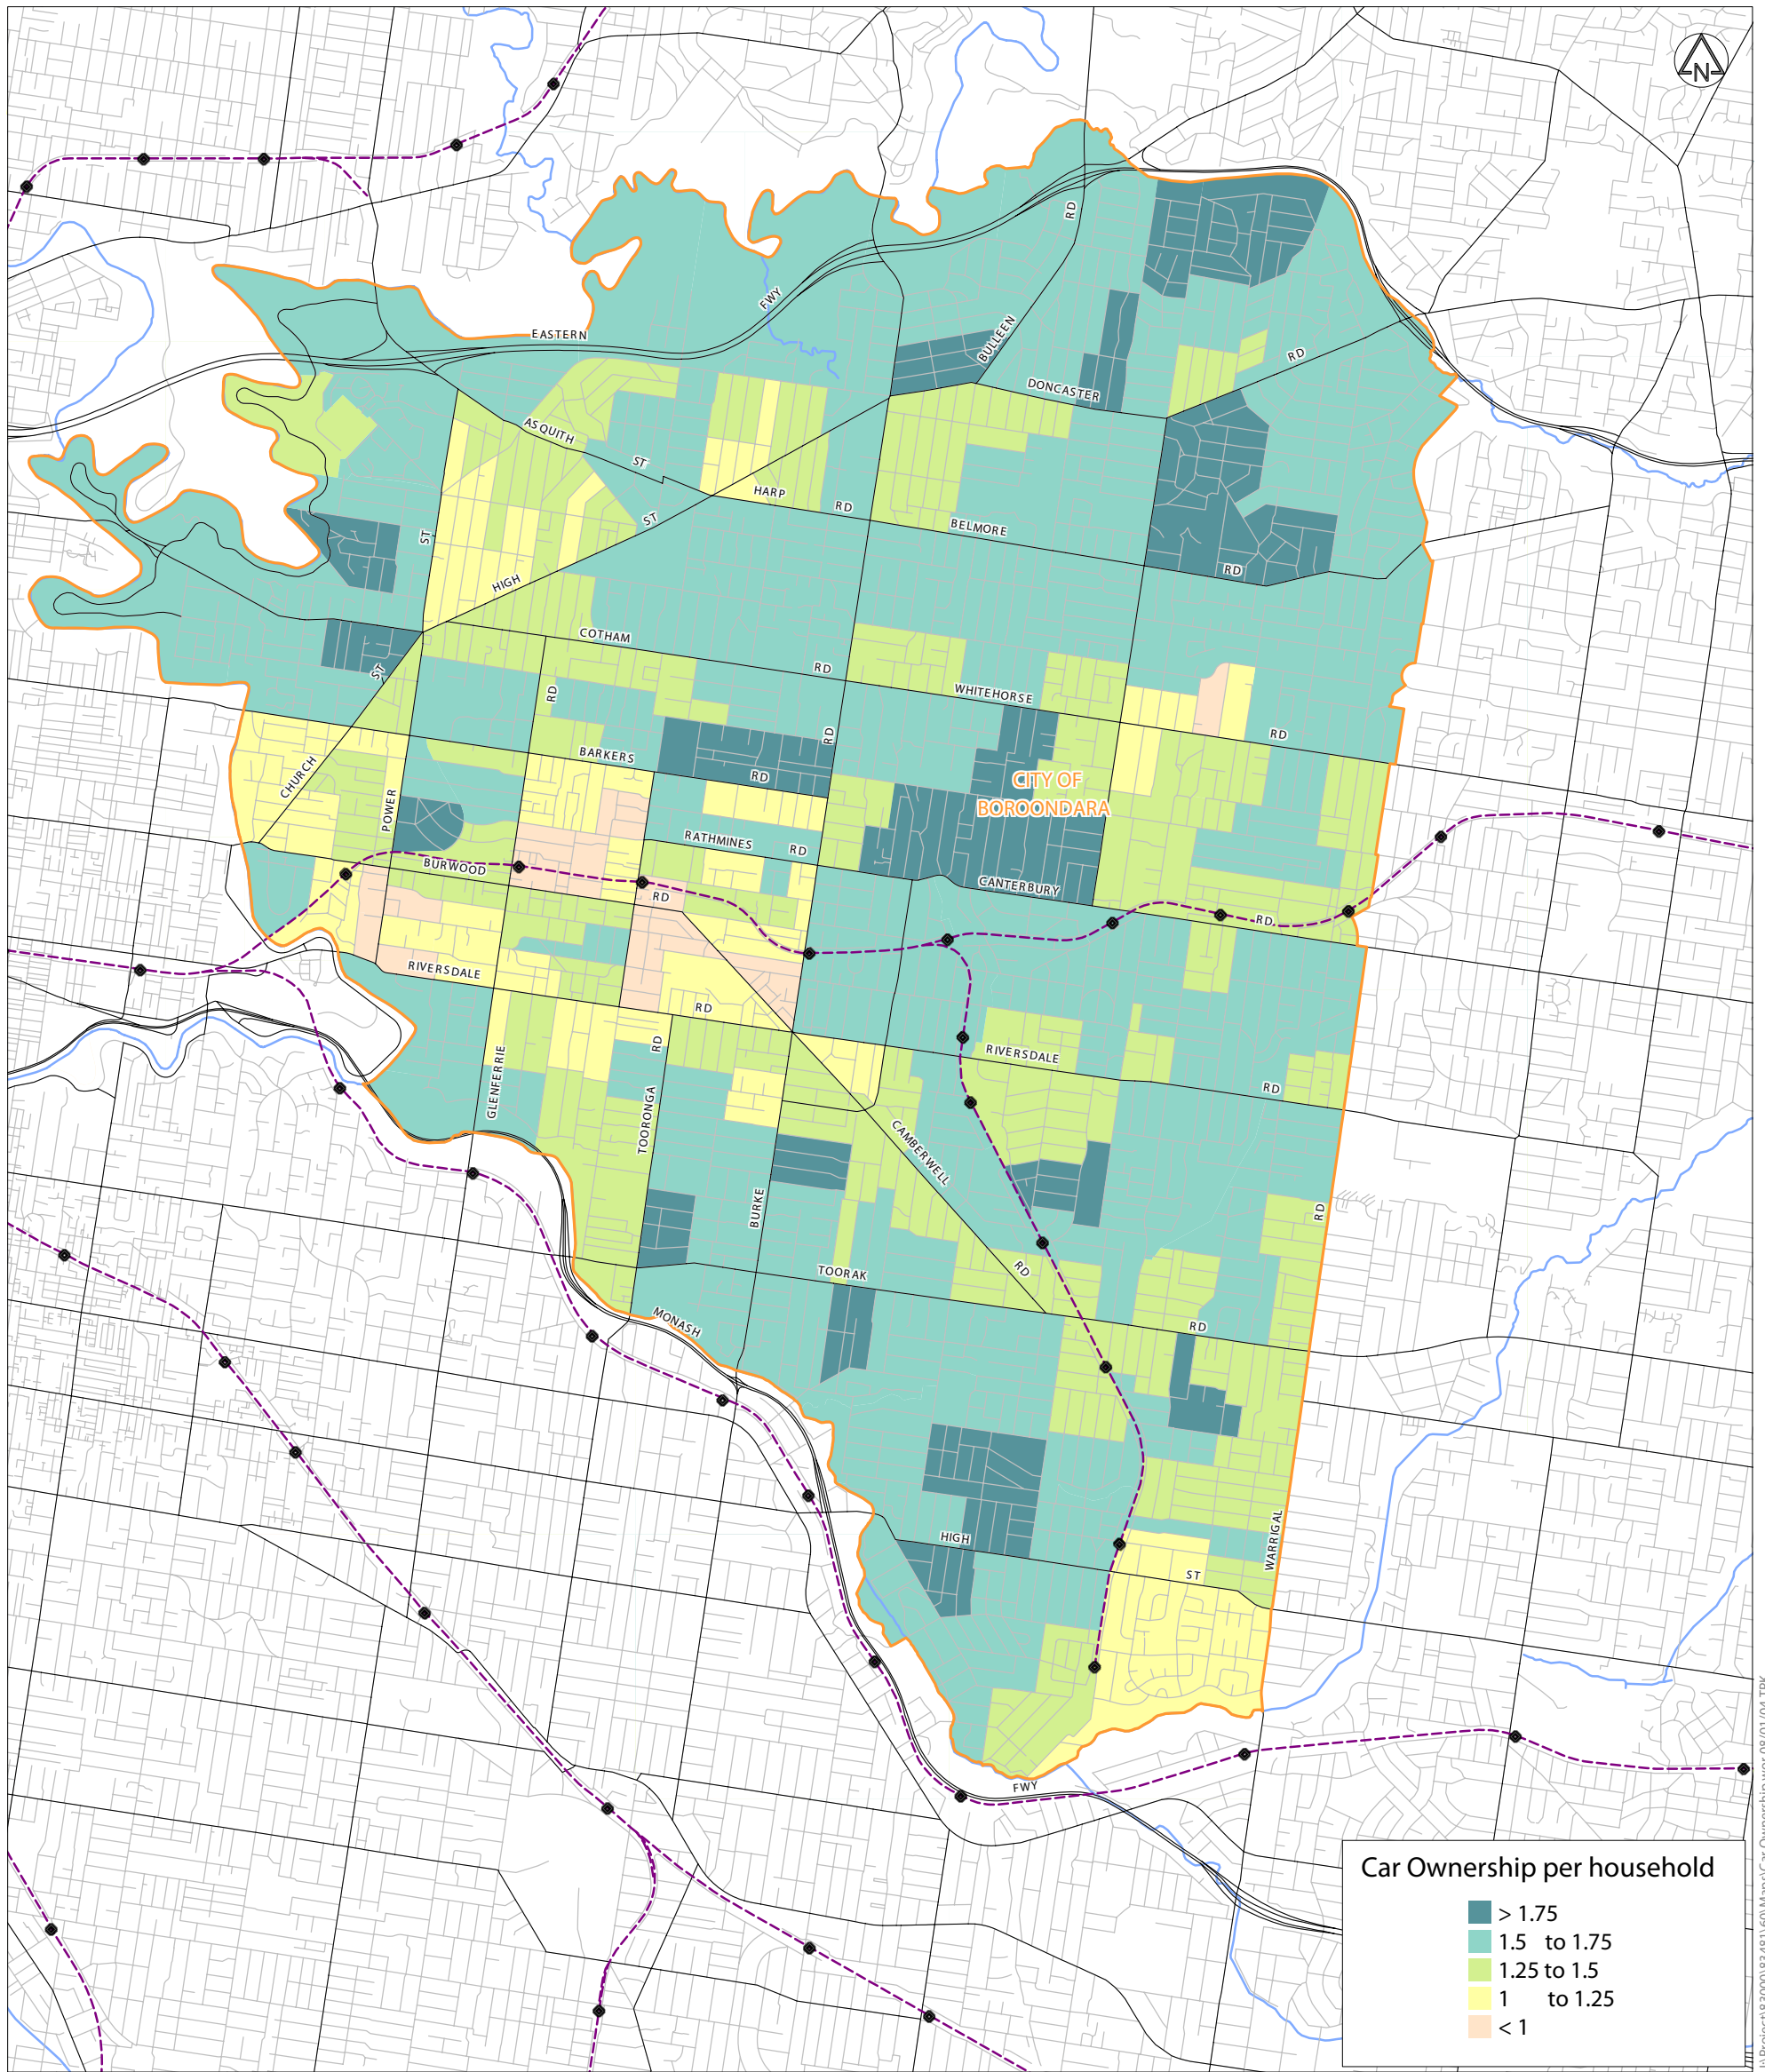 N
RD
FWY
EASTERN
BULLEEN
RD
DONCASTER
ASQUITH
ST
HARP
RD
BELMORE
ST
ST
RD
HIGH
COTHAM
RD
ST
WHITEHORSE
RD
RD
RD
BARKERS
RD
CITY OF
BOROONDARA
CHURCH
POWER
RATHMINES
RD
BURWOOD
CANTERBURY
RD
RD
RIVERSDALE
RD
RD
RIVERSDALE
RD
GLENFERRIE
TOORONGA
CAMBERWELL
BURKE
RD
TOORAK
RD
RD
MONASH
HIGH
ST
WARRIGAL
FWY
Car Ownership per household
> 1.75
1.5 to 1.75
1.25 to 1.5
1 to 1.25
< 1